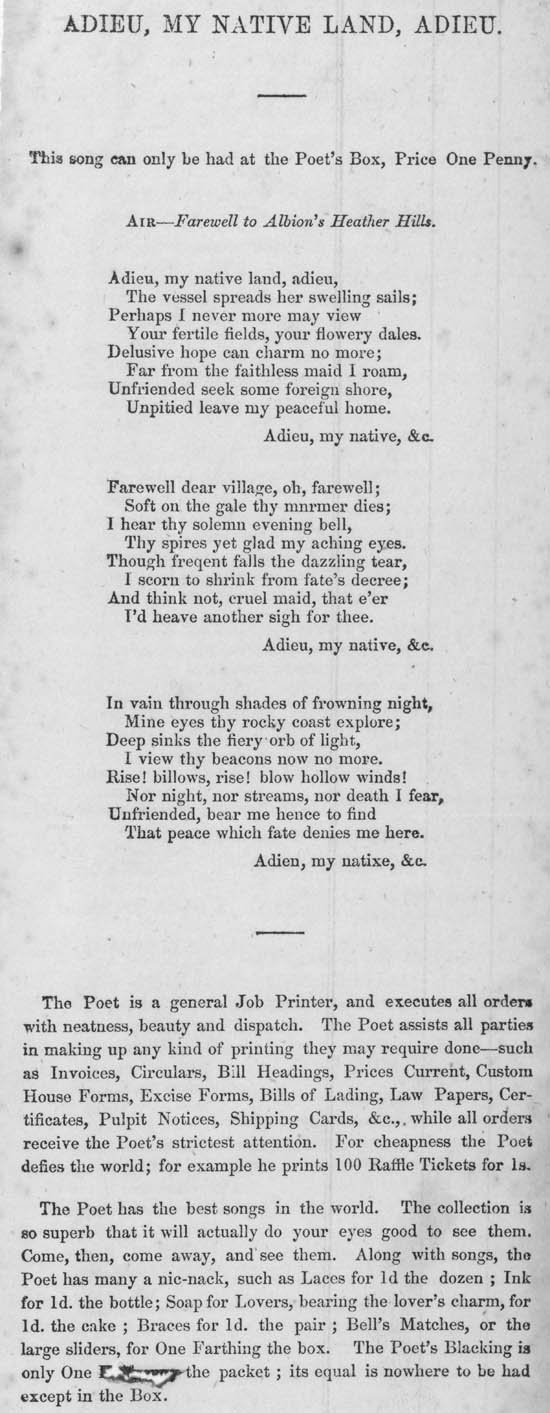 ADIEU, MY NATIVE LAND, ADIEU.
This song can only be had at the Poet's Box, Price One Penny.
AIR—Farewell to Albion's Heather Hills.
Adieu, my native land, adieu,
The vessel spreads her swelling sails;
Perhaps I never more may view
Your fertile fields, your flowery dales.
Delusive hope can charm no more;
Far from the faithless maid I roam,
Unfriended seek some foreign shore,
Unpitied leave my peaceful home.
Adieu, my native, &c.
Farewell dear village, oh, farewell;
Soft on the gale thy mnrmer dies;
I hear thy solemn evening bell,
Thy spires yet glad my aching eyes.
Though freqent falls the dazzling tear,
I scorn to shrink from fate's decree;
And think not, cruel maid, that e'er
I'd heave another sigh for thee.
Adieu, my native, &c.
In vain through shades of frowning night,
Mine eyes thy rocky coast explore;
Deep sinks the fiery orb of light,
I view thy beacons now no more.
Rise! billows, rise! blow hollow winds!
Nor night, nor streams, nor death I fear,
Unfriended, bear me hence to find
That peace which fate denies me here.
Adien, my natixe, &c.
The Poet is a general Job Printer, and executes all orders
with neatness, beauty and dispatch. The Poet assists all parties
in making up any kind of printing they may require done—such
as Invoices, Circulars, Bill Headings, Prices Current, Custom
House Forms, Excise Forms, Bills of Lading, Law Papers, Cer-
tificates, Pulpit Notices, Shipping Cards, &c., while all orders
receive the Poet's strictest attention. For cheapness the Poet
defies the world; for example he prints 100 Raffle Tickets for 1s.
The Poet has the best songs in the world. The collection is
so superb that it will actually do your eyes good to see them.
Come, then, come away, and see them. Along with songs, the
Poet has many a nic-nack, such as Laces for 1d the dozen ; Ink
for 1d. the bottle; Soap for Lovers, bearing the lover's charm, for
1d. the cake ; Braces for 1d. the pair ; Bell's Matches, or the
large sliders, for One Farthing the box. The Poet's Blacking is
only One the packet ; its equal is nowhere to be had
except in the Box.